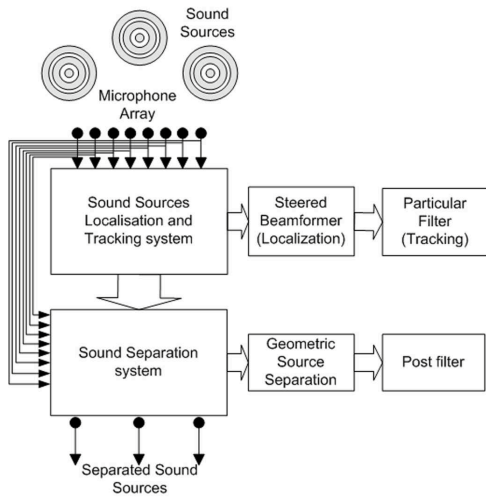 Sound
Sources
Microphone
Array
Sound Sources
Localisation and
Tracking system
Steered
Beamformer
(Localization)
Particular
Filter
(Tracking)
Sound Separation
system
Geometric
Source
Separation
Post filter
Separated Sound
Sources